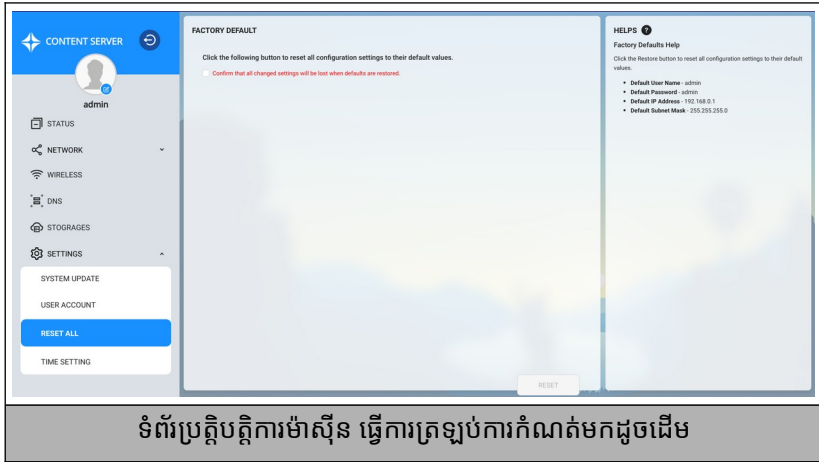 CONTENT SERVER
admin
STATUS
NETWORK
WIRELESS
DNS
STOGRAGES
SETTINGS
SYSTEM UPDATE
USER ACCOUNT
RESET ALL
TIME SETTING
FACTORY DEFAULT
Click the following button to reset all configuration settings to their default values.
Confirm that all changed settings will be lost when defaults are restored.
RESET
HELPS ?
Factory Defaults Help
Click the Restore button to reset all configuration settings to their default
values.
• Default User Name - admin
• Default Password - admin
• Default IP Address - 192.168.0.1
• Default Subnet Mask - 255.255.255.0
ទំព័រប្រត្តិបត្តិការម៉ាស៊ីន ធ្វើការត្រឡប់ការកំណត់មកដូចដើម